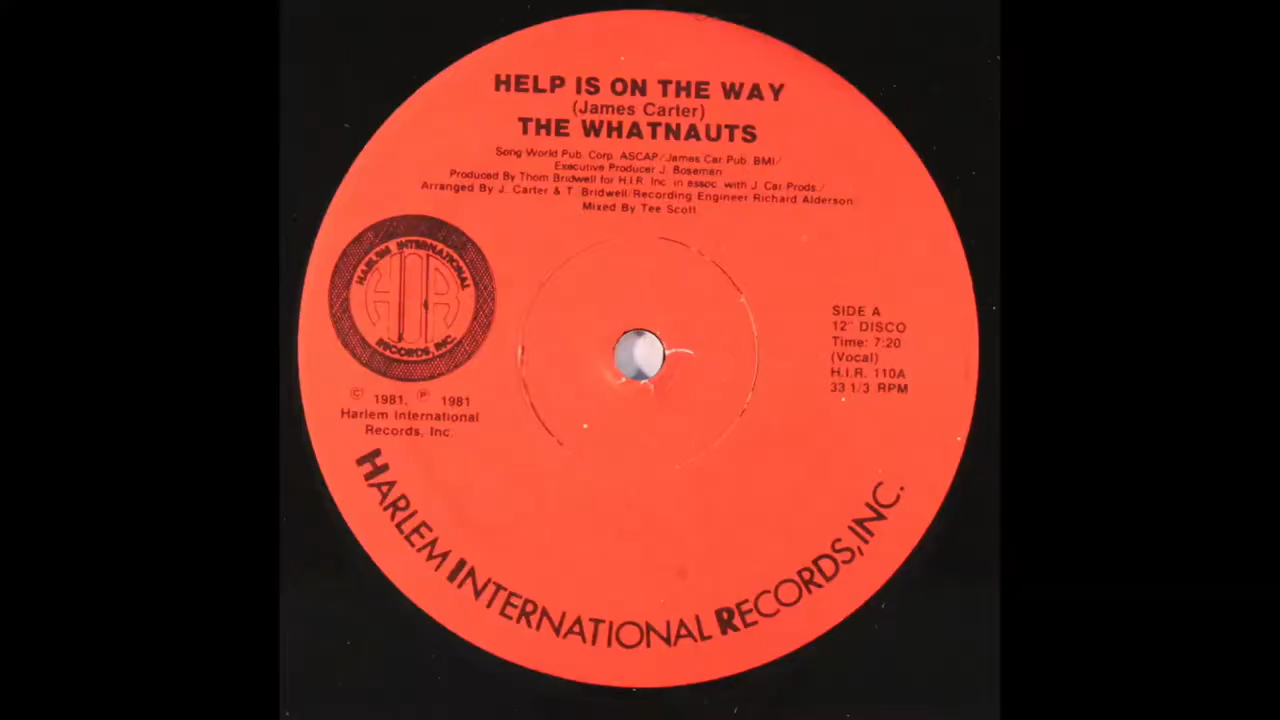 HELP IS ON THE WAY
(James Carter)
THE WHATNAUTS
Song World Pub. Corp. ASCAP/James Car Pub. BMI/
Executive Producer J. Boseman
Produced By Thom Bridwell for H.I.R. Inc. in assoc. with J. Car Prods./
Arranged By J. Carter & T. Bridwell/Recording Engineer Richard Alderson
Mixed By Tee Scott
HARLEM INTERNATIONAL
HIR
RECORDS, INC.
© 1981, ℗ 1981
Harlem International
Records, Inc.
SIDE A
12" DISCO
Time: 7:20
(Vocal)
H.I.R. 110A
33 1/3 RPM
HARLEM INTERNATIONAL RECORDS, INC.